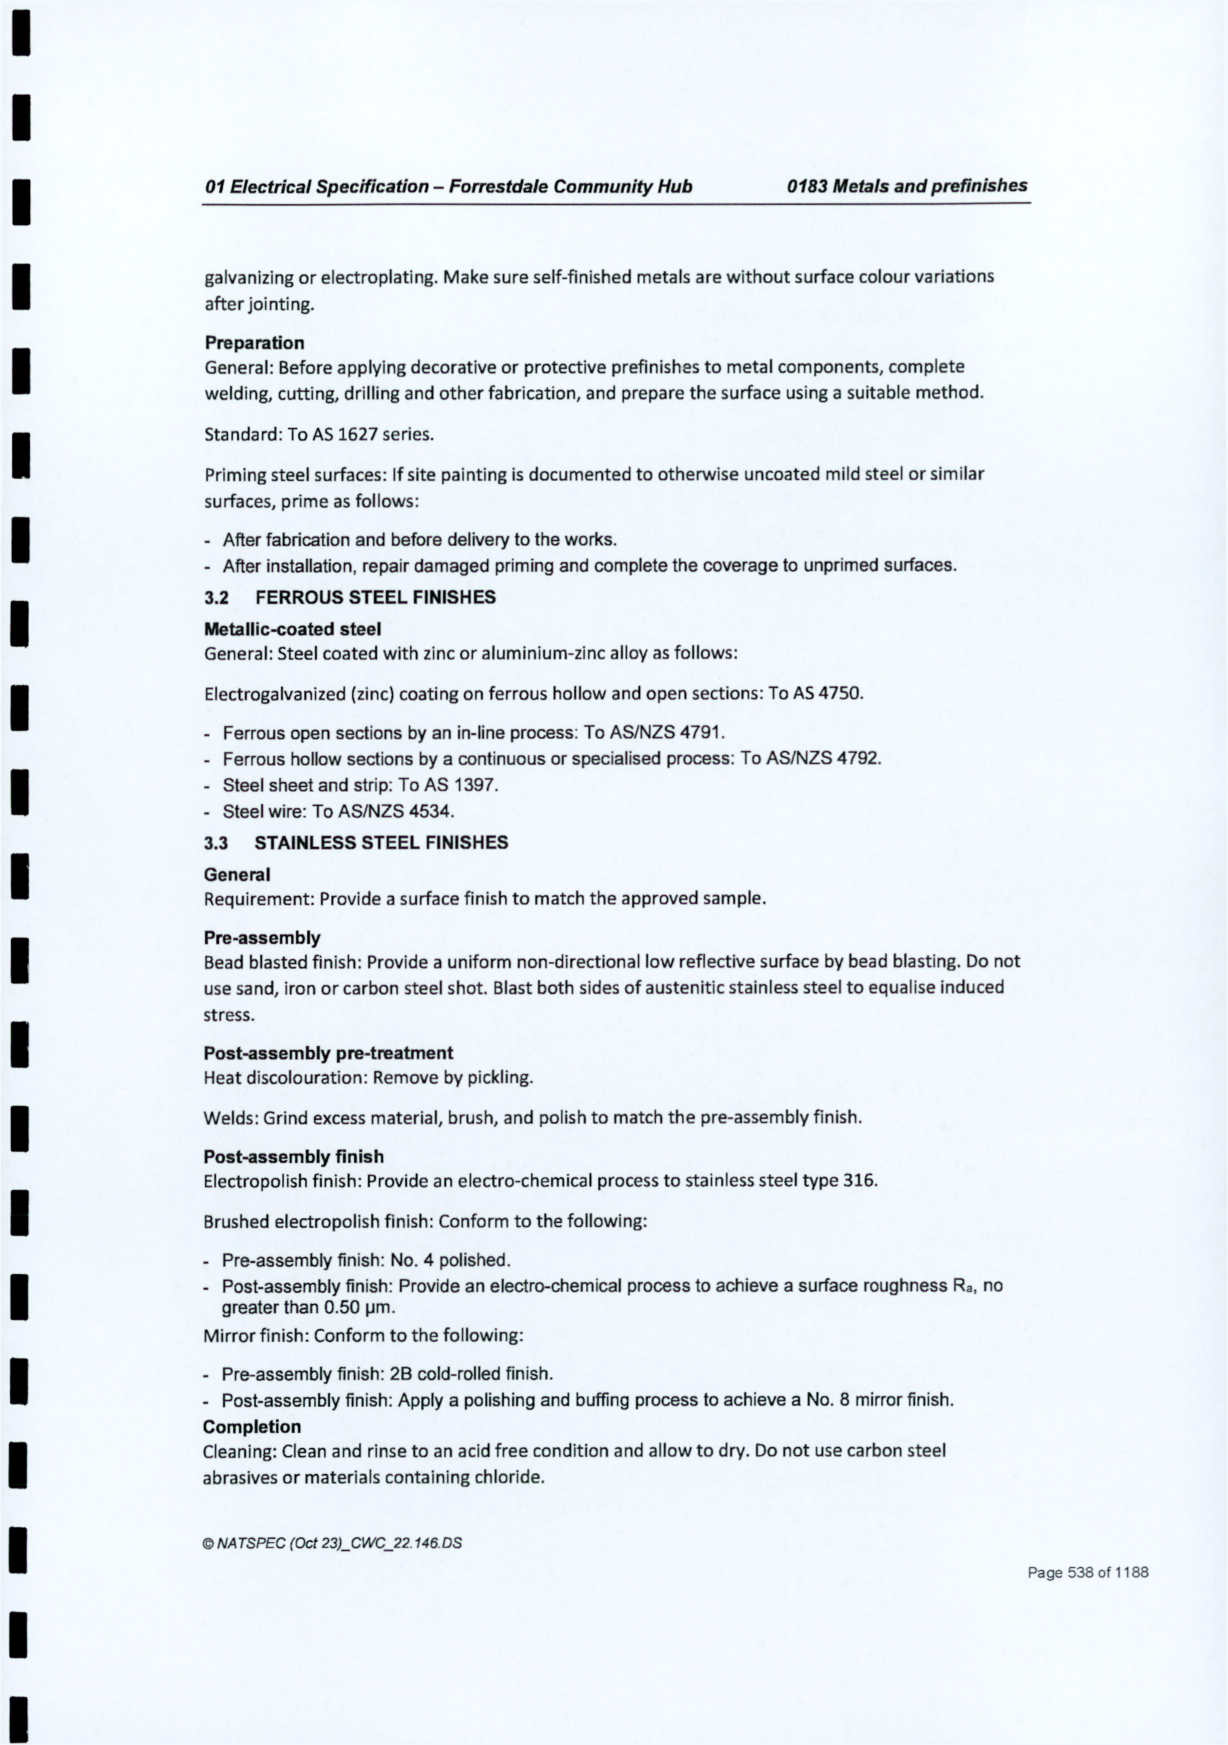 01 Electrical Specification – Forrestdale Community Hub 0183 Metals and prefinishes
galvanizing or electroplating. Make sure self-finished metals are without surface colour variations
after jointing.
Preparation
General: Before applying decorative or protective prefinishes to metal components, complete
welding, cutting, drilling and other fabrication, and prepare the surface using a suitable method.
Standard: To AS 1627 series.
Priming steel surfaces: If site painting is documented to otherwise uncoated mild steel or similar
surfaces, prime as follows:
- After fabrication and before delivery to the works.
- After installation, repair damaged priming and complete the coverage to unprimed surfaces.
3.2 FERROUS STEEL FINISHES
Metallic-coated steel
General: Steel coated with zinc or aluminium-zinc alloy as follows:
Electrogalvanized (zinc) coating on ferrous hollow and open sections: To AS 4750.
- Ferrous open sections by an in-line process: To AS/NZS 4791.
- Ferrous hollow sections by a continuous or specialised process: To AS/NZS 4792.
- Steel sheet and strip: To AS 1397.
- Steel wire: To AS/NZS 4534.
3.3 STAINLESS STEEL FINISHES
General
Requirement: Provide a surface finish to match the approved sample.
Pre-assembly
Bead blasted finish: Provide a uniform non-directional low reflective surface by bead blasting. Do not
use sand, iron or carbon steel shot. Blast both sides of austenitic stainless steel to equalise induced
stress.
Post-assembly pre-treatment
Heat discolouration: Remove by pickling.
Welds: Grind excess material, brush, and polish to match the pre-assembly finish.
Post-assembly finish
Electropolish finish: Provide an electro-chemical process to stainless steel type 316.
Brushed electropolish finish: Conform to the following:
- Pre-assembly finish: No. 4 polished.
- Post-assembly finish: Provide an electro-chemical process to achieve a surface roughness Ra, no
greater than 0.50 µm.
Mirror finish: Conform to the following:
- Pre-assembly finish: 2B cold-rolled finish.
- Post-assembly finish: Apply a polishing and buffing process to achieve a No. 8 mirror finish.
Completion
Cleaning: Clean and rinse to an acid free condition and allow to dry. Do not use carbon steel
abrasives or materials containing chloride.
© NATSPEC (Oct 23)_CWC_22.146.DS
Page 538 of 1188